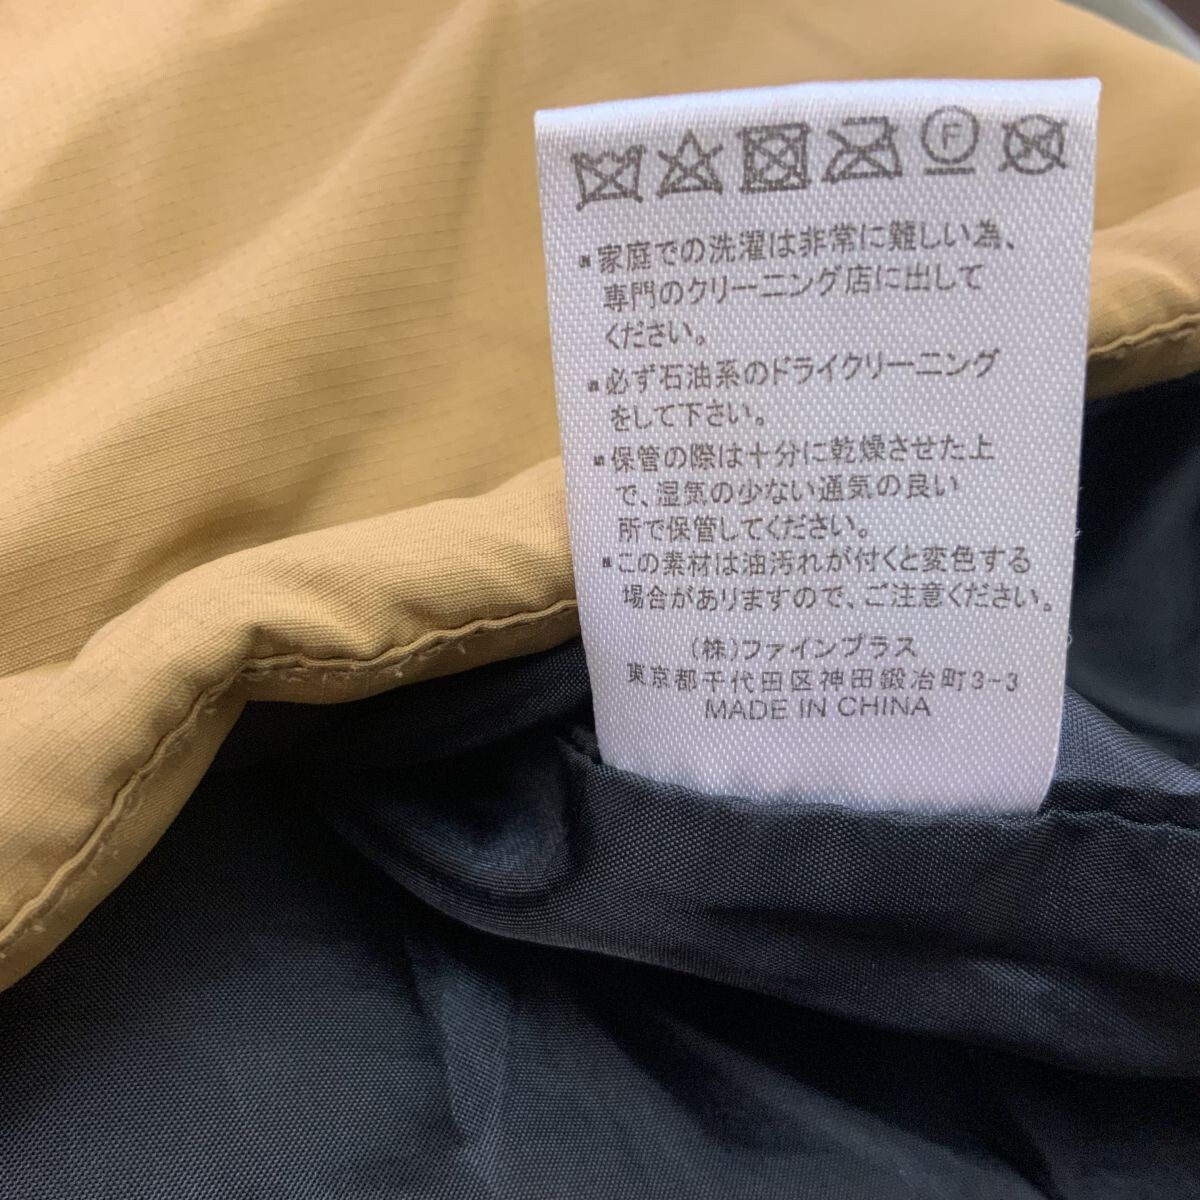 F
家庭での洗濯は非常に難しい為、
専門のクリーニング店に出して
ください。
必ず石油系のドライクリーニング
をして下さい。
保管の際は十分に乾燥させた上
で、湿気の少ない通気の良い
所で保管してください。
この素材は油汚れが付くと変色する
場合がありますので、ご注意ください。
(株)ファインプラス
東京都千代田区神田鍛冶町3-3
MADE IN CHINA